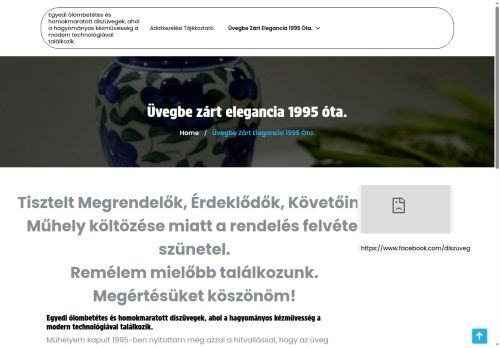 Egyedi ólombetétes és
homokmaratott díszüvegek, ahol
a hagyományos kézművesség a
modern technológiával
találkozik.
Adatkezelési Tájékoztató
Üvegbe Zárt Elegancia 1995 Óta.
Üvegbe zárt elegancia 1995 óta.
Home / Üvegbe Zárt Elegancia 1995 Óta.
Tisztelt Megrendelők, Érdeklődők, Követőin
Műhely költözése miatt a rendelés felvéte
szünetel.
Remélem mielőbb találkozunk.
Megértésüket köszönöm!
https://www.facebook.com/diszuveg
Egyedi ólombetétes és homokmaratott díszüvegek, ahol a hagyományos kézművesség a
modern technológiával találkozik.
Műhelyem kapuit 1995-ben nyitottam meg azzal a hitvallással, hogy az üveg